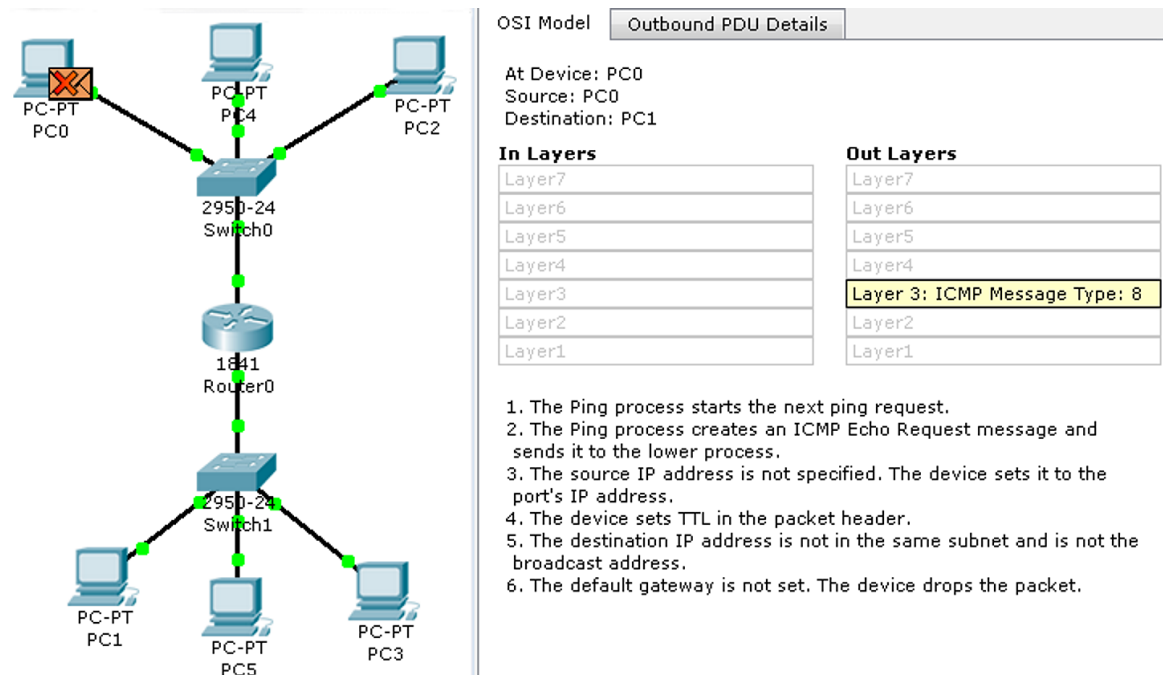 PC-PT
PC0
PC-PT
PC4
PC-PT
PC2
2950-24
Switch0
1841
Router0
2950-24
Switch1
PC-PT
PC1
PC-PT
PC5
PC-PT
PC3
OSI Model
Outbound PDU Details
At Device: PC0
Source: PC0
Destination: PC1
In Layers
Layer7
Layer6
Layer5
Layer4
Layer3
Layer2
Layer1
Out Layers
Layer7
Layer6
Layer5
Layer4
Layer 3: ICMP Message Type: 8
Layer2
Layer1
1. The Ping process starts the next ping request.
2. The Ping process creates an ICMP Echo Request message and
sends it to the lower process.
3. The source IP address is not specified. The device sets it to the
port's IP address.
4. The device sets TTL in the packet header.
5. The destination IP address is not in the same subnet and is not the
broadcast address.
6. The default gateway is not set. The device drops the packet.